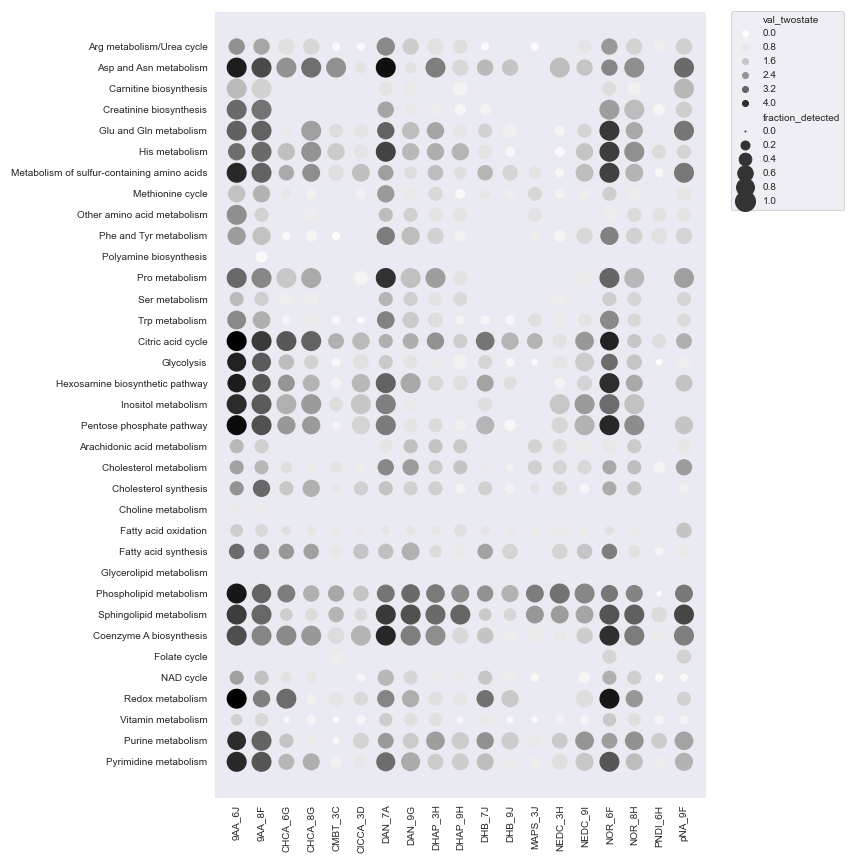 Arg metabolism/Urea cycle
Asp and Asn metabolism
Carnitine biosynthesis
Creatinine biosynthesis
Glu and Gln metabolism
His metabolism
Metabolism of sulfur-containing amino acids
Methionine cycle
Other amino acid metabolism
Phe and Tyr metabolism
Polyamine biosynthesis
Pro metabolism
Ser metabolism
Trp metabolism
Citric acid cycle
Glycolysis
Hexosamine biosynthetic pathway
Inositol metabolism
Pentose phosphate pathway
Arachidonic acid metabolism
Cholesterol metabolism
Cholesterol synthesis
Choline metabolism
Fatty acid oxidation
Fatty acid synthesis
Glycerolipid metabolism
Phospholipid metabolism
Sphingolipid metabolism
Coenzyme A biosynthesis
Folate cycle
NAD cycle
Redox metabolism
Vitamin metabolism
Purine metabolism
Pyrimidine metabolism
9AA_6J
9AA_8F
CHCA_6G
CHCA_8G
CMBT_3C
ClCCA_3D
DAN_7A
DAN_9G
DHAP_3H
DHAP_9H
DHB_7J
DHB_9J
MAPS_3J
NEDC_3H
NEDC_9I
NOR_6F
NOR_8H
PNDI_6H
pNA_9F
val_twostate
0.0
0.8
1.6
2.4
3.2
4.0
fraction_detected
0.0
0.2
0.4
0.6
0.8
1.0